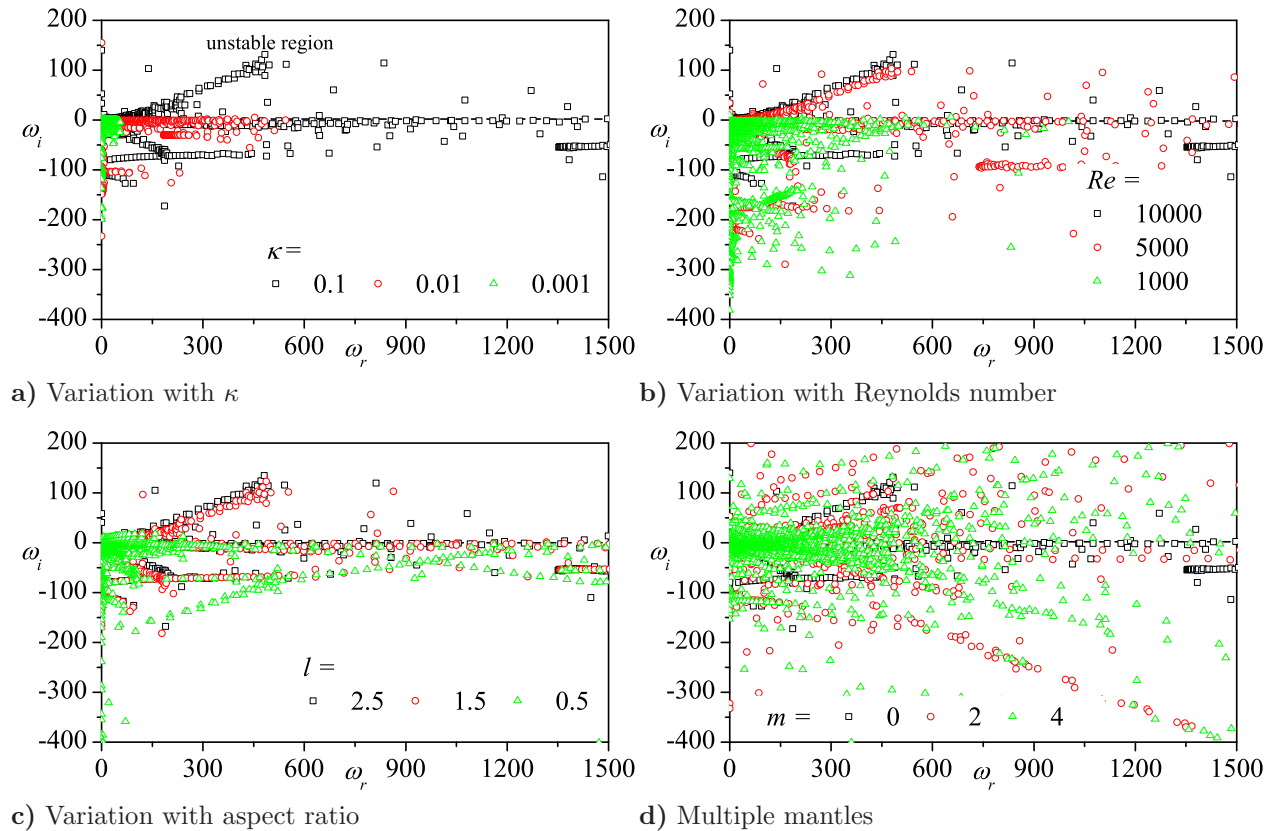 200
100
0
-100
-200
-300
-400
ω_i
unstable region
κ =
0.1 0.01 0.001
0 300 600 900 1200 1500
ω_r
a) Variation with κ
200
100
0
-100
-200
-300
-400
ω_i
Re =
10000
5000
1000
0 300 600 900 1200 1500
ω_r
b) Variation with Reynolds number
200
100
0
-100
-200
-300
-400
ω_i
l =
2.5 1.5 0.5
0 300 600 900 1200 1500
ω_r
c) Variation with aspect ratio
200
100
0
-100
-200
-300
-400
ω_i
m = 0 2 4
0 300 600 900 1200 1500
ω_r
d) Multiple mantles